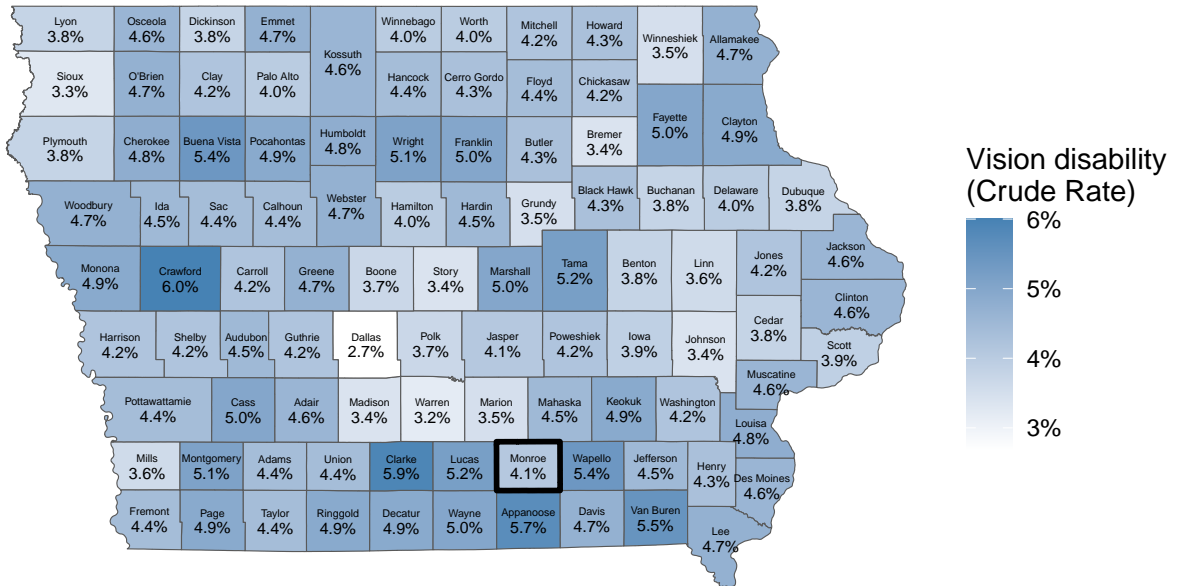 Lyon
3.8%
Osceola
4.6%
Dickinson
3.8%
Emmet
4.7%
Kossuth
4.6%
Winnebago
4.0%
Worth
4.0%
Mitchell
4.2%
Howard
4.3%
Winneshiek
3.5%
Allamakee
4.7%
Sioux
3.3%
O'Brien
4.7%
Clay
4.2%
Palo Alto
4.0%
Hancock
4.4%
Cerro Gordo
4.3%
Floyd
4.4%
Chickasaw
4.2%
Fayette
5.0%
Clayton
4.9%
Plymouth
3.8%
Cherokee
4.8%
Buena Vista
5.4%
Pocahontas
4.9%
Humboldt
4.8%
Wright
5.1%
Franklin
5.0%
Butler
4.3%
Bremer
3.4%
Woodbury
4.7%
Ida
4.5%
Sac
4.4%
Calhoun
4.4%
Webster
4.7%
Hamilton
4.0%
Hardin
4.5%
Grundy
3.5%
Black Hawk
4.3%
Buchanan
3.8%
Delaware
4.0%
Dubuque
3.8%
Monona
4.9%
Crawford
6.0%
Carroll
4.2%
Greene
4.7%
Boone
3.7%
Story
3.4%
Marshall
5.0%
Tama
5.2%
Benton
3.8%
Linn
3.6%
Jones
4.2%
Jackson
4.6%
Clinton
4.6%
Harrison
4.2%
Shelby
4.2%
Audubon
4.5%
Guthrie
4.2%
Dallas
2.7%
Polk
3.7%
Jasper
4.1%
Poweshiek
4.2%
Iowa
3.9%
Johnson
3.4%
Cedar
3.8%
Scott
3.9%
Muscatine
4.6%
Pottawattamie
4.4%
Cass
5.0%
Adair
4.6%
Madison
3.4%
Warren
3.2%
Marion
3.5%
Mahaska
4.5%
Keokuk
4.9%
Washington
4.2%
Louisa
4.8%
Mills
3.6%
Montgomery
5.1%
Adams
4.4%
Union
4.4%
Clarke
5.9%
Lucas
5.2%
Monroe
4.1%
Wapello
5.4%
Jefferson
4.5%
Henry
4.3%
Des Moines
4.6%
Fremont
4.4%
Page
4.9%
Taylor
4.4%
Ringgold
4.9%
Decatur
4.9%
Wayne
5.0%
Appanoose
5.7%
Davis
4.7%
Van Buren
5.5%
Lee
4.7%
Vision disability
(Crude Rate)
6%
5%
4%
3%